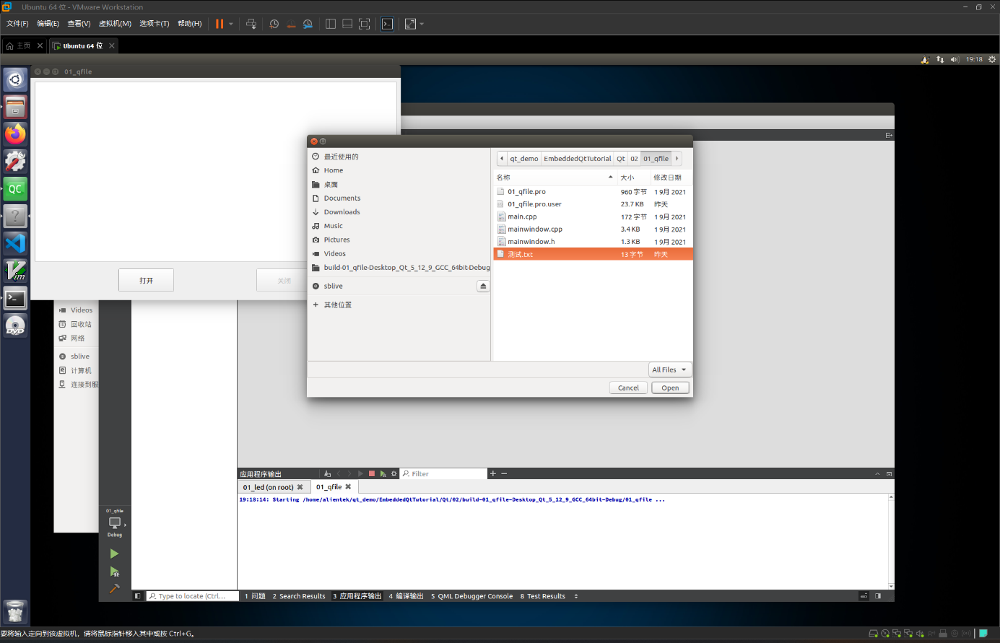 Ubuntu 64 位 - VMware Workstation
文件(F) 编辑(E) 查看(V) 虚拟机(M) 选项卡(T) 帮助(H)
主页 Ubuntu 64 位
19:18
01_qfile
打开
关闭
最近使用的
Home
桌面
Documents
Downloads
Music
Pictures
Videos
build-01_qfile-Desktop_Qt_5_12_9_GCC_64bit-Debug
sblive
其他位置
qt_demo EmbeddedQtTutorial Qt 02 01_qfile
名称 大小 修改日期
01_qfile.pro 960 字节 1 9月 2021
01_qfile.pro.user 23.7 KB 昨天
main.cpp 172 字节 1 9月 2021
mainwindow.cpp 3.4 KB 1 9月 2021
mainwindow.h 1.3 KB 1 9月 2021
测试.txt 13 字节 昨天
All Files
Cancel Open
QC
Vim
DVD
Videos
回收站
网络
sblive
计算机
连接到服
应用程序输出 Filter
01_led (on root) 01_qfile
19:18:14: Starting /home/alientek/qt_demo/EmbeddedQtTutorial/Qt/02/build-01_qfile-Desktop_Qt_5_12_9_GCC_64bit-Debug/01_qfile ...
01_qfile
Debug
Type to locate (Ctrl... 1 问题 2 Search Results 3 应用程序输出 4 编译输出 5 QML Debugger Console 8 Test Results
要将输入定向到该虚拟机，请将鼠标指针移入其中或按 Ctrl+G。